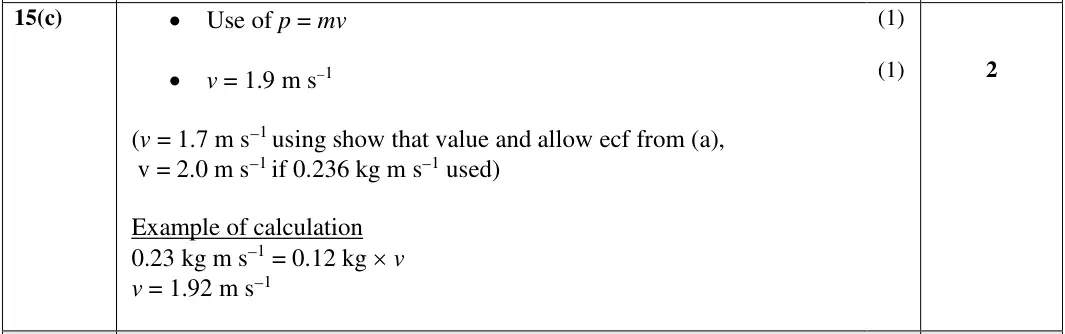 15(c)
• Use of p = mv (1)
• v = 1.9 m s⁻¹ (1) 2
(v = 1.7 m s⁻¹ using show that value and allow ecf from (a),
v = 2.0 m s⁻¹ if 0.236 kg m s⁻¹ used)
Example of calculation
0.23 kg m s⁻¹ = 0.12 kg × v
v = 1.92 m s⁻¹